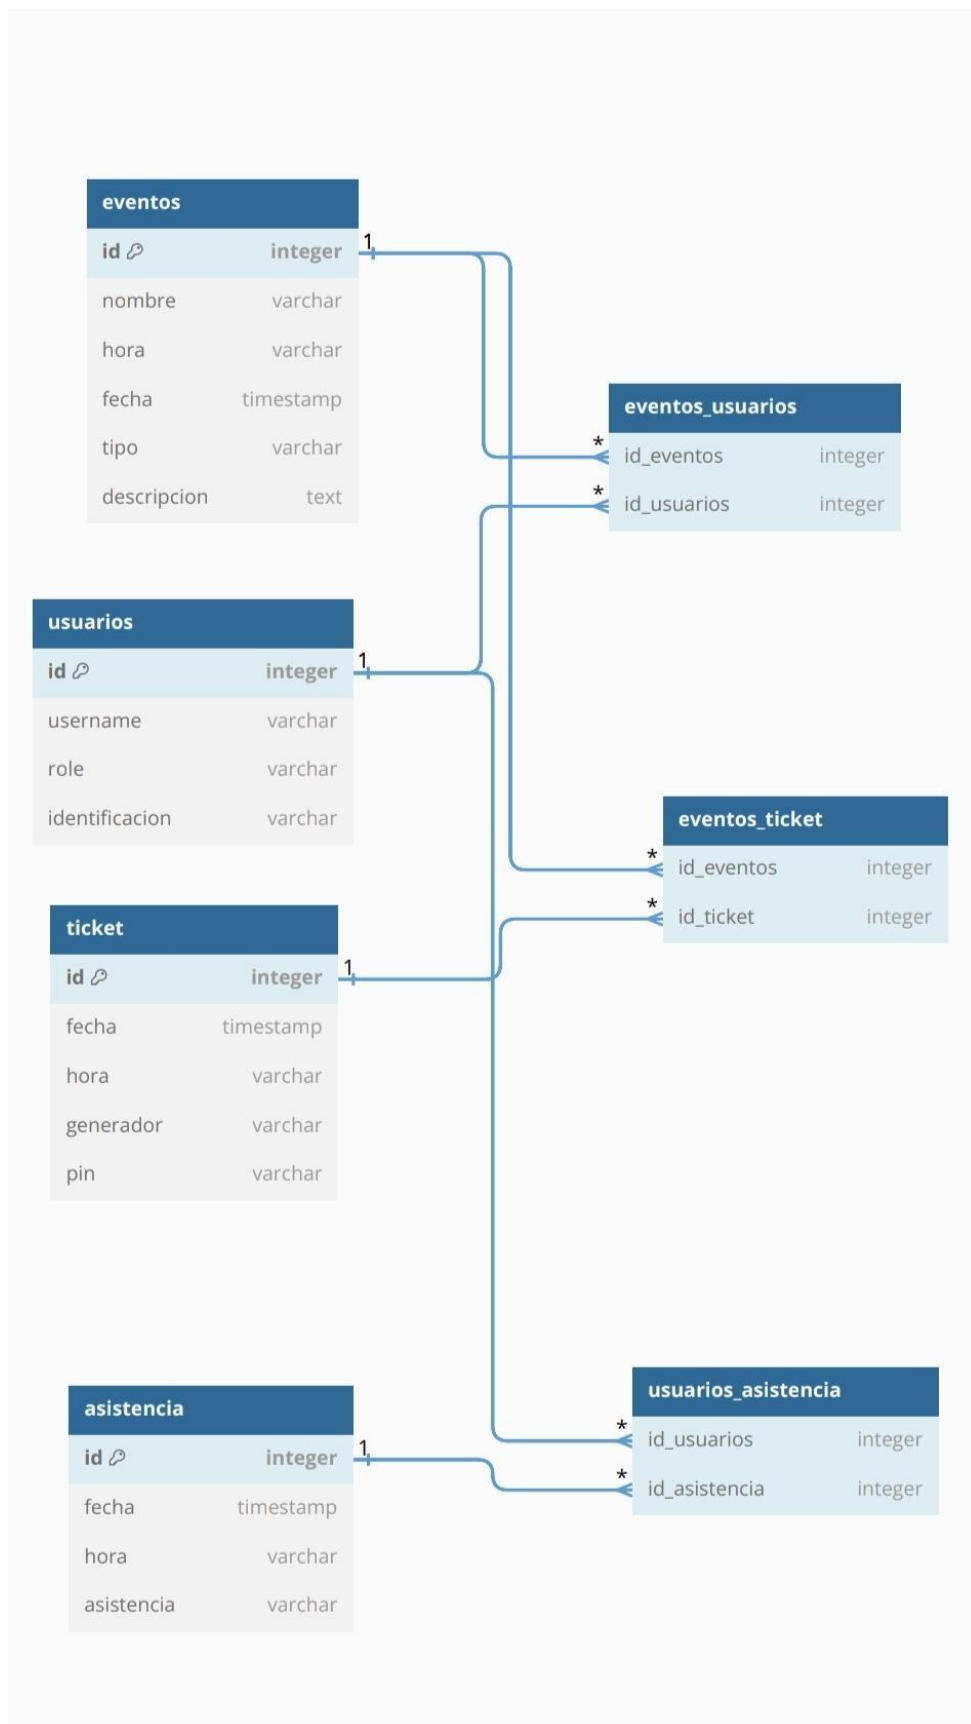 eventos
id integer 1
nombre varchar
hora varchar
fecha timestamp
tipo varchar
descripcion text
eventos_usuarios
* id_eventos integer
* id_usuarios integer
usuarios
id integer 1
username varchar
role varchar
identificacion varchar
eventos_ticket
* id_eventos integer
* id_ticket integer
ticket
id integer 1
fecha timestamp
hora varchar
generador varchar
pin varchar
usuarios_asistencia
* id_usuarios integer
* id_asistencia integer
asistencia
id integer 1
fecha timestamp
hora varchar
asistencia varchar